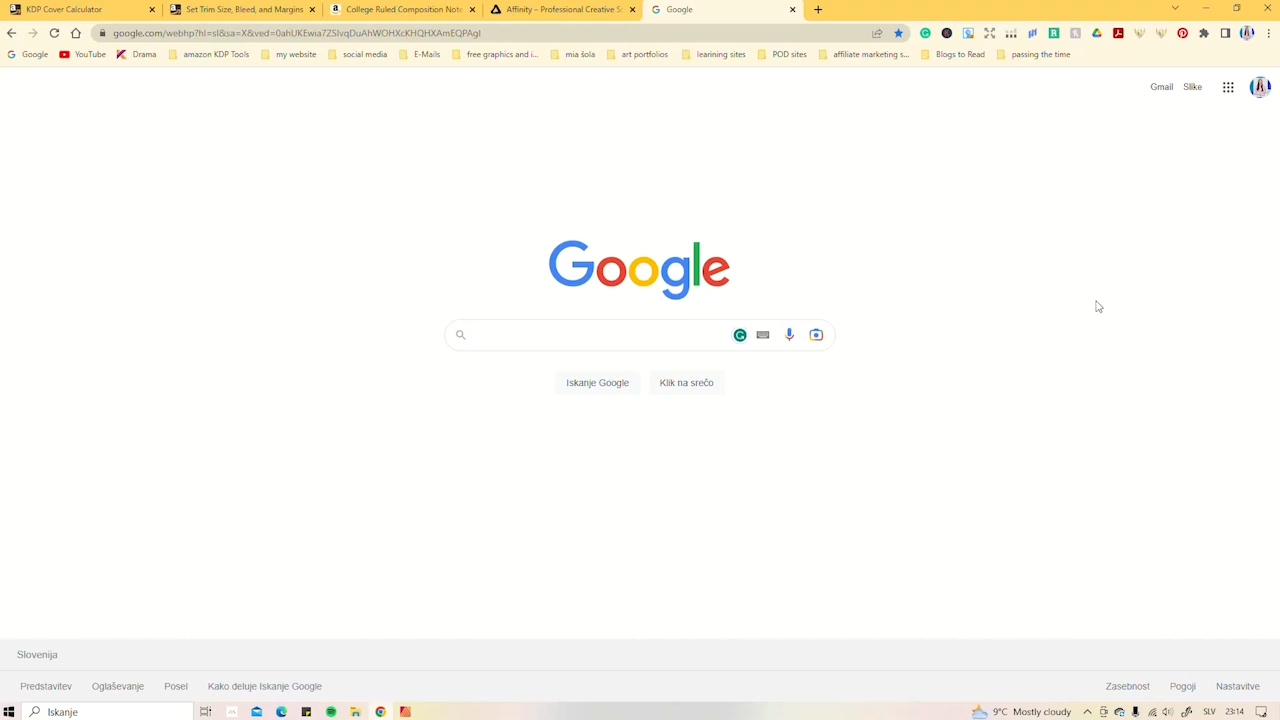 KDP Cover Calculator
Set Trim Size, Bleed, and Margins
College Ruled Composition Note
Affinity – Professional Creative So
Google
google.com/webhp?hl=sl&sa=X&ved=0ahUKEwia7ZSlvqDuAhWOHXcKHQHXAmEQPAgI
Google
YouTube
Drama
amazon KDP Tools
my website
social media
E-Mails
free graphics and i...
mia šola
art portfolios
learining sites
POD sites
affiliate marketing s...
Blogs to Read
passing the time
Gmail
Slike
Google
Iskanje Google
Klik na srečo
Slovenija
Predstavitev
Oglaševanje
Posel
Kako deluje Iskanje Google
Zasebnost
Pogoji
Nastavitve
Iskanje
9°C Mostly cloudy
SLV
23:14